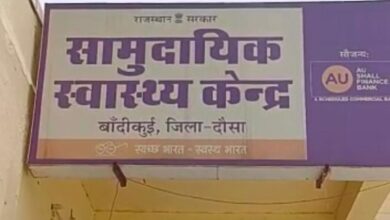 राजस्थान सरकार
सामुदायिक
स्वास्थ्य केन्द्र
बाँदीकुई, जिला-दौसा
स्वच्छ भारत - स्वस्थ भारत
सौजन्य:
AU
AU
SMALL
FINANCE
BANK
A SCHEDULED COMMERCIAL BANK